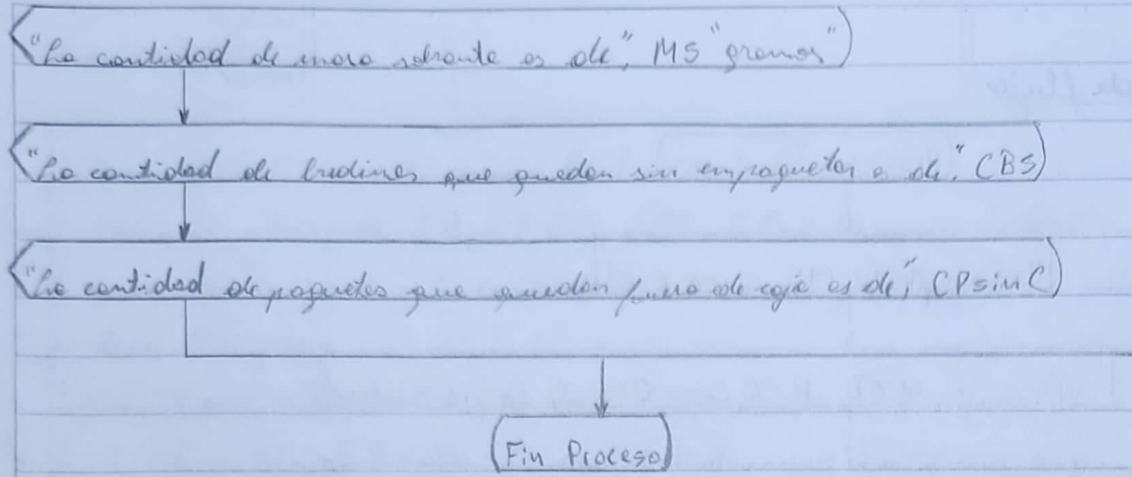 "La cantidad de masa sobrante es de", MS "gramos"
"La cantidad de budines que quedan sin empaquetar es de", CBS
"La cantidad de paquetes que quedan fuera de caja es de", CPsinC
Fin Proceso